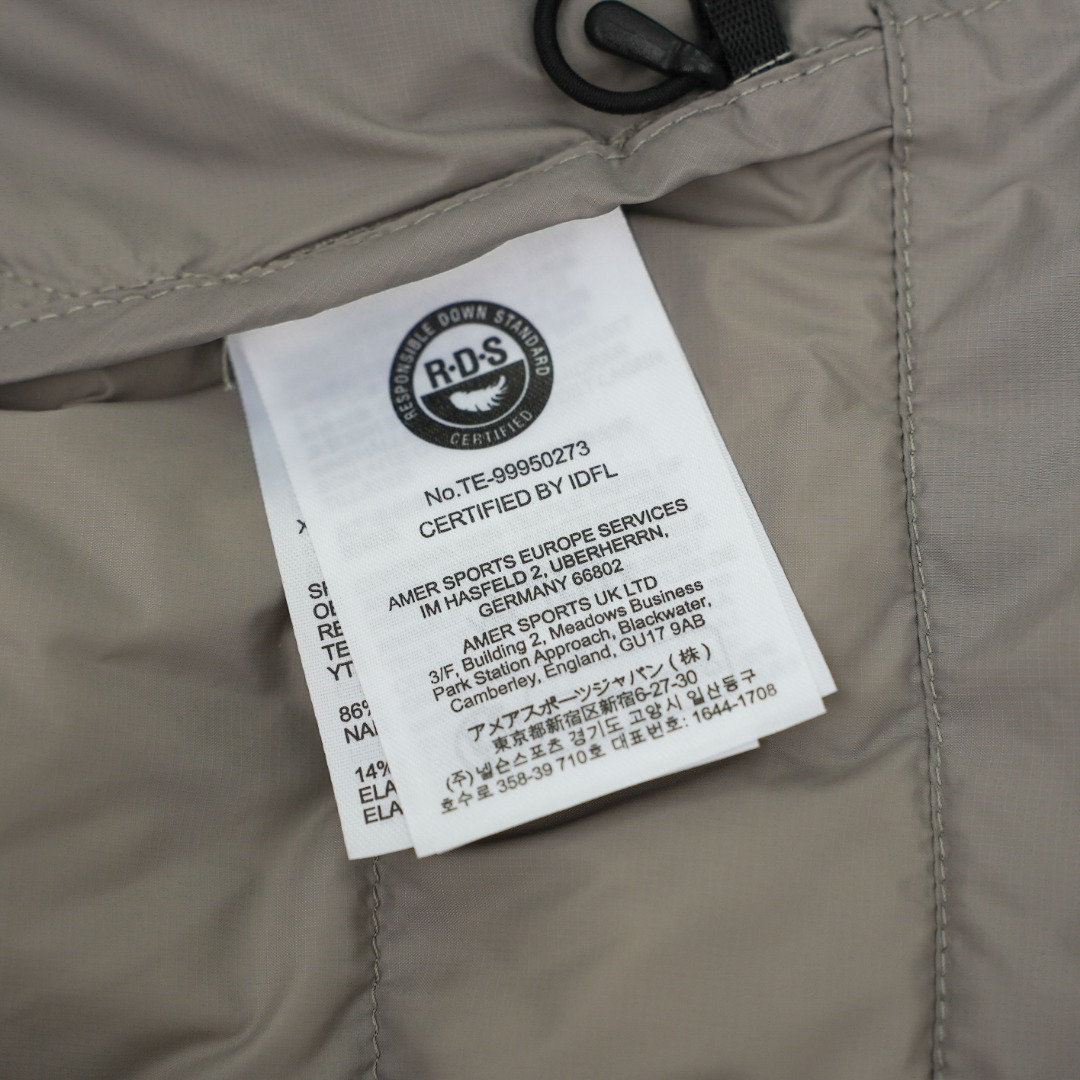 RESPONSIBLE DOWN STANDARD
R·D·S
CERTIFIED
No.TE-99950273
CERTIFIED BY IDFL
AMER SPORTS EUROPE SERVICES
IM HASFELD 2, UBERHERRN,
GERMANY 66802
AMER SPORTS UK LTD
3/F, Building 2, Meadows Business
Park Station Approach, Blackwater,
Camberley, England, GU17 9AB
アメアスポーツジャパン(株)
東京都新宿区新宿6-27-30
(주) 넬슨스포츠 경기도 고양시 일산동구
호수로 358-39 710호 대표번호: 1644-1708
86%
14%